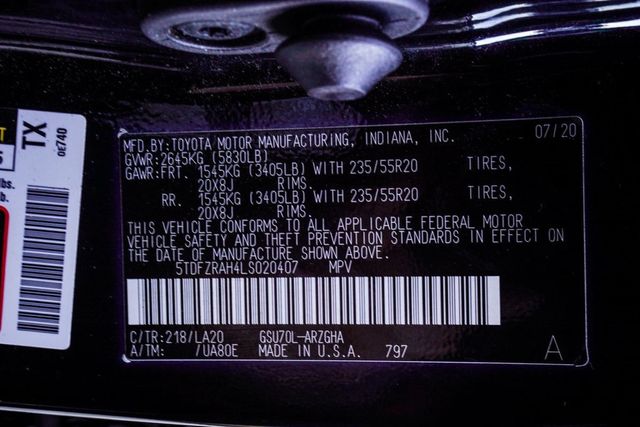 MFD.BY:TOYOTA MOTOR MANUFACTURING, INDIANA, INC. 07/20
GVWR:2645KG (5830LB)
GAWR:FRT. 1545KG (3405LB) WITH 235/55R20 TIRES,
20X8J RIMS.
RR. 1545KG (3405LB) WITH 235/55R20 TIRES,
20X8J RIMS.
THIS VEHICLE CONFORMS TO ALL APPLICABLE FEDERAL MOTOR
VEHICLE SAFETY AND THEFT PREVENTION STANDARDS IN EFFECT ON
THE DATE OF MANUFACTURE SHOWN ABOVE.
5TDFZRAH4LS020407 MPV
C/TR:218/LA20 GSU70L-ARZGHA
A/TM: /UA80E MADE IN U.S.A. 797 A
TX
0E740
lbs.
b.